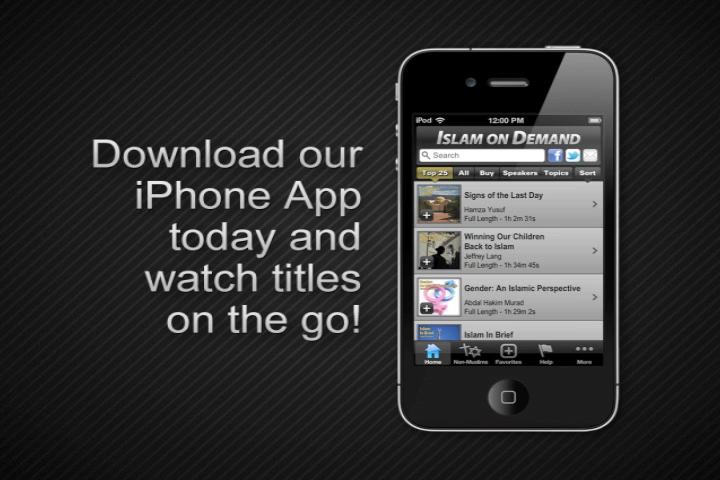 Download our
iPhone App
today and
watch titles
on the go!
iPod 12:00 PM
ISLAM ON DEMAND
Search
Top 25 All Buy Speakers Topics Sort
Signs of the Last Day
Hamza Yusuf
Full Length - 1h 2m 31s
Winning Our Children
Back to Islam
Jeffrey Lang
Full Length - 1h 34m 45s
Gender: An Islamic Perspective
Abdal Hakim Murad
Full Length - 1h 29m 2s
Islam In Brief
Home Non-Muslims Favorites Help More